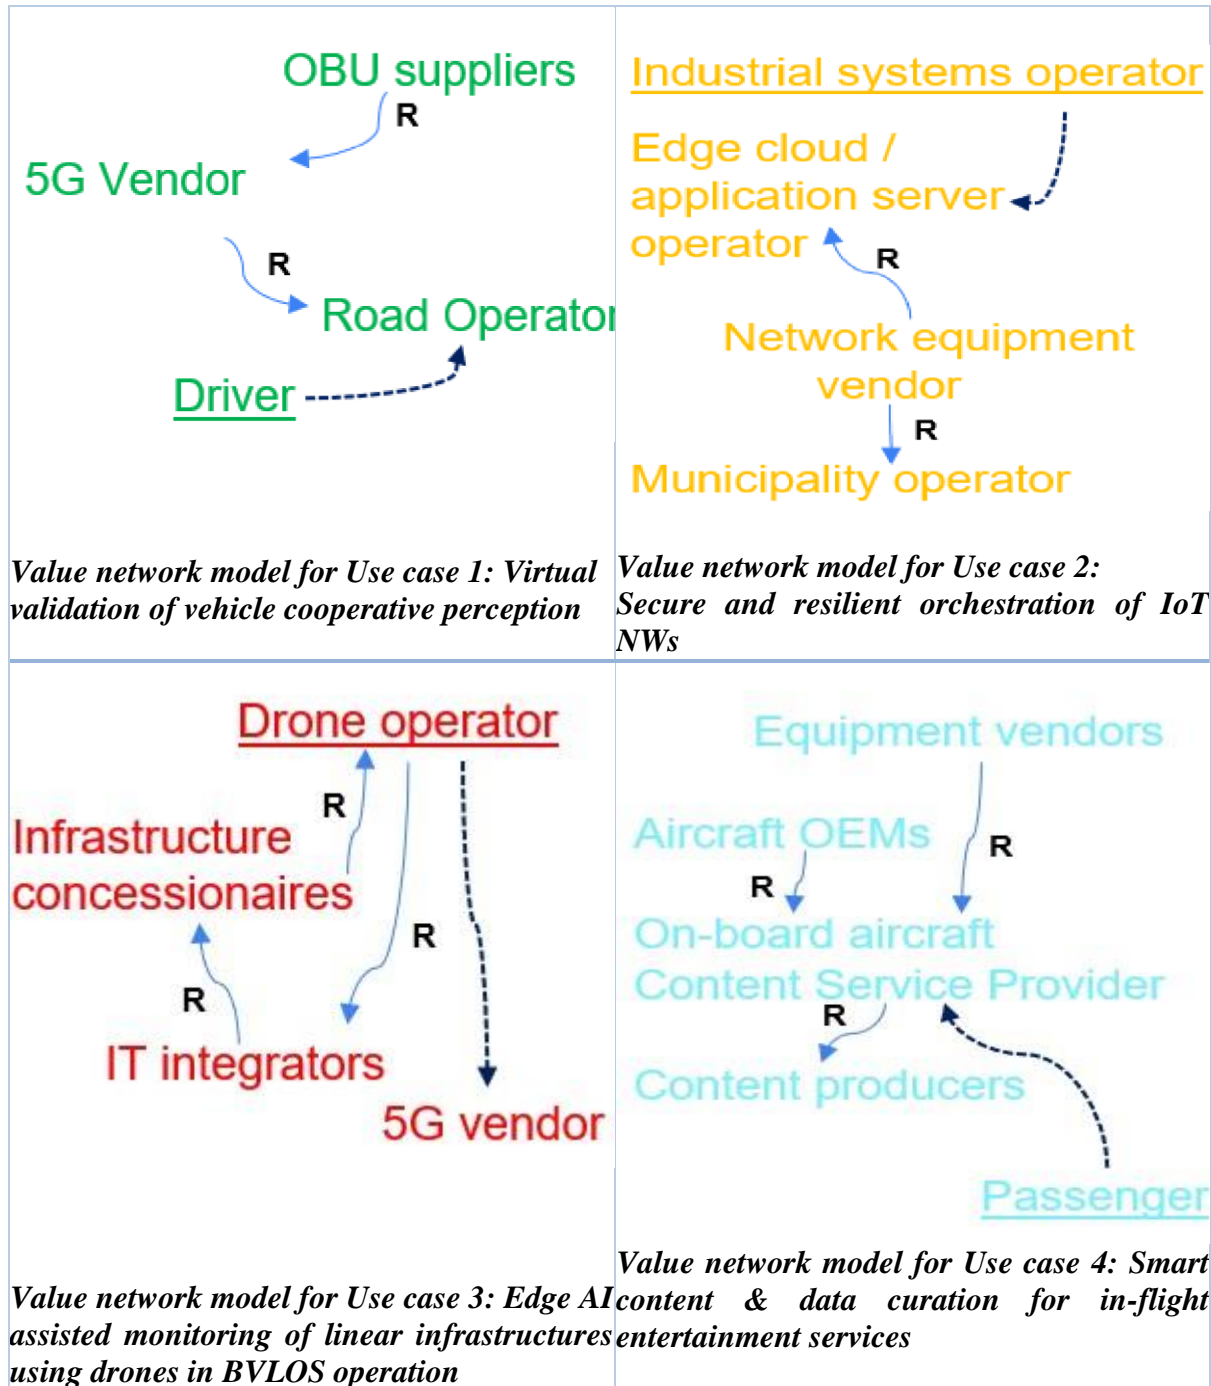 OBU suppliers
R
5G Vendor
R
Road Operator
Driver
Value network model for Use case 1: Virtual
validation of vehicle cooperative perception
Industrial systems operator
Edge cloud /
application server
operator
R
Network equipment
vendor
R
Municipality operator
Value network model for Use case 2:
Secure and resilient orchestration of IoT
NWs
Drone operator
R
Infrastructure
concessionaires
R
R
IT integrators
5G vendor
Value network model for Use case 3: Edge AI
assisted monitoring of linear infrastructures
using drones in BVLOS operation
Equipment vendors
Aircraft OEMs
R
R
On-board aircraft
Content Service Provider
R
Content producers
Passenger
Value network model for Use case 4: Smart
content & data curation for in-flight
entertainment services